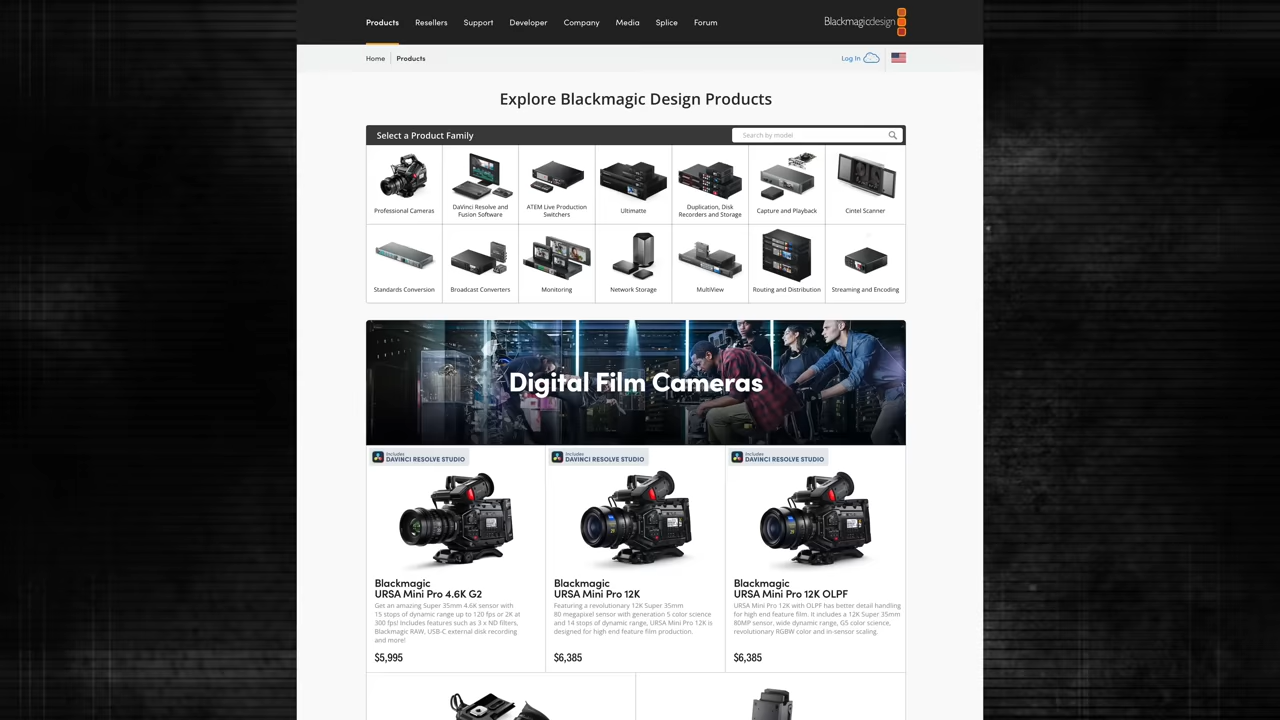 Products Resellers Support Developer Company Media Splice Forum
Blackmagicdesign
Home Products
Log In
Explore Blackmagic Design Products
Select a Product Family
Search by model
Professional Cameras
DaVinci Resolve and
Fusion Software
ATEM Live Production
Switchers
Ultimatte
Duplication, Disk
Recorders and Storage
Capture and Playback
Cintel Scanner
Standards Conversion
Broadcast Converters
Monitoring
Network Storage
MultiView
Routing and Distribution
Streaming and Encoding
Digital Film Cameras
Includes
DAVINCI RESOLVE STUDIO
Blackmagic
URSA Mini Pro 4.6K G2
Get an amazing Super 35mm 4.6K sensor with
15 stops of dynamic range up to 120 fps or 2K at
300 fps! Includes features such as 3 x ND filters,
Blackmagic RAW, USB-C external disk recording
and more!
$5,995
Includes
DAVINCI RESOLVE STUDIO
Blackmagic
URSA Mini Pro 12K
Featuring a revolutionary 12K Super 35mm
80 megapixel sensor with generation 5 color science
and 14 stops of dynamic range, URSA Mini Pro 12K is
designed for high end feature film production.
$6,385
Includes
DAVINCI RESOLVE STUDIO
Blackmagic
URSA Mini Pro 12K OLPF
URSA Mini Pro 12K with OLPF has better detail handling
for high end feature film. It includes a 12K Super 35mm
80MP sensor, wide dynamic range, G5 color science,
revolutionary RGBW color and in-sensor scaling.
$6,385